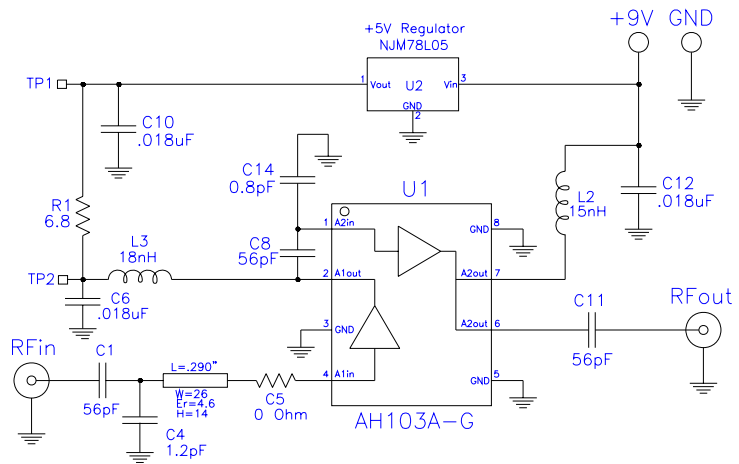 +9V GND
+5V Regulator
NJM78L05
TP1
1
Vout
U2
Vin
3
GND
2
C10
.018uF
C14
0.8pF
U1
L2
15nH
C12
.018uF
R1
6.8
L3
18nH
C8
56pF
1
A2in
GND
8
TP2
2
A1out
A2out
7
C6
.018uF
3
GND
A2out
6
C11
56pF
RFout
RFin
C1
56pF
L=.290"
W=26
Er=4.6
H=14
C5
0 Ohm
4
A1in
GND
5
C4
1.2pF
AH103A-G